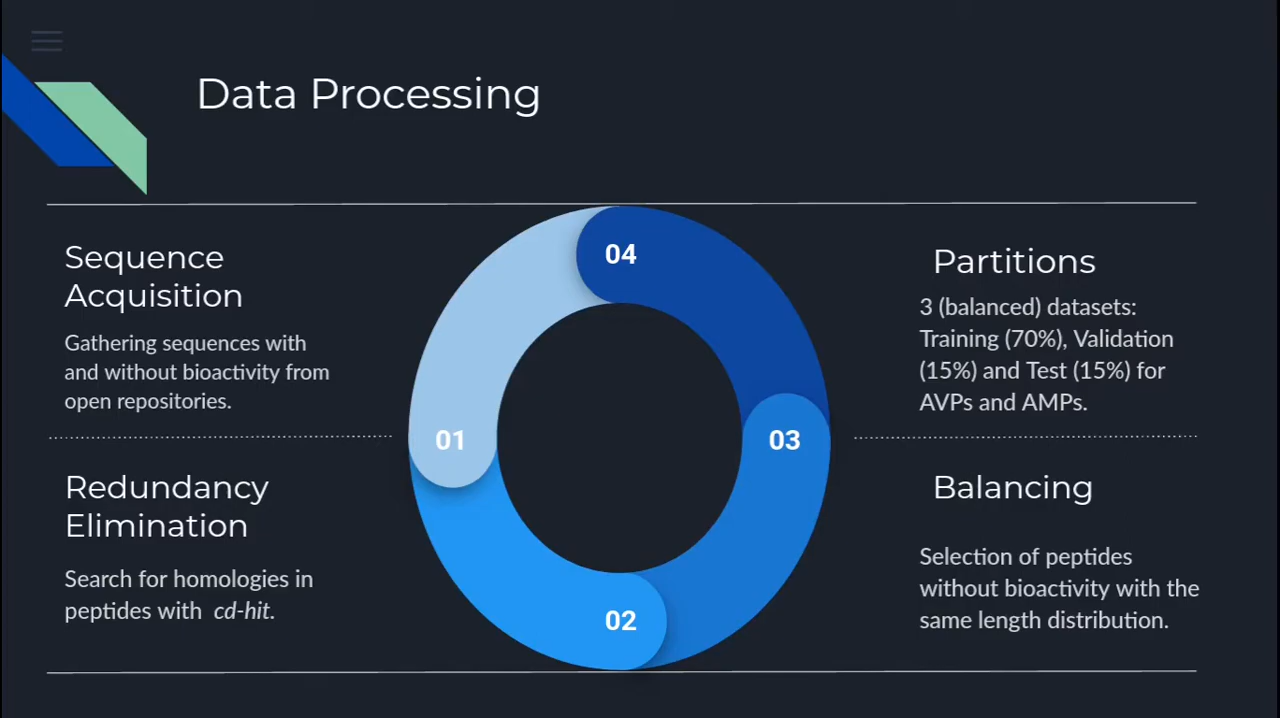 Data Processing
Sequence
Acquisition
Gathering sequences with
and without bioactivity from
open repositories.
Redundancy
Elimination
Search for homologies in
peptides with cd-hit.
04
01
03
02
Partitions
3 (balanced) datasets:
Training (70%), Validation
(15%) and Test (15%) for
AVPs and AMPs.
Balancing
Selection of peptides
without bioactivity with the
same length distribution.